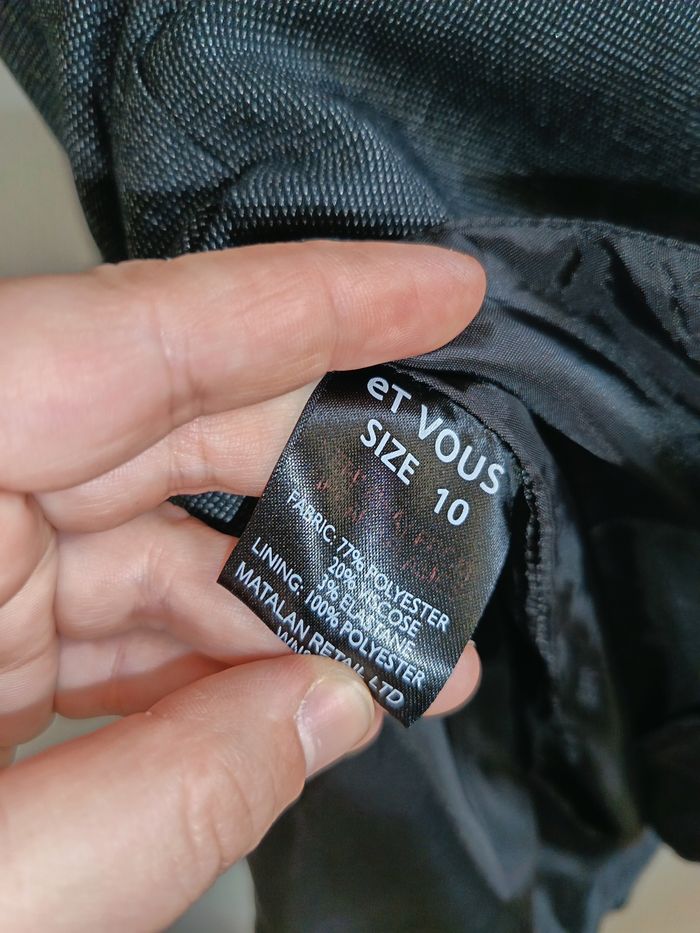 eT VOUS
SIZE 10
FABRIC: 77% POLYESTER
20% VISCOSE
3% ELASTANE
LINING: 100% POLYESTER
MATALAN RETAIL LTD